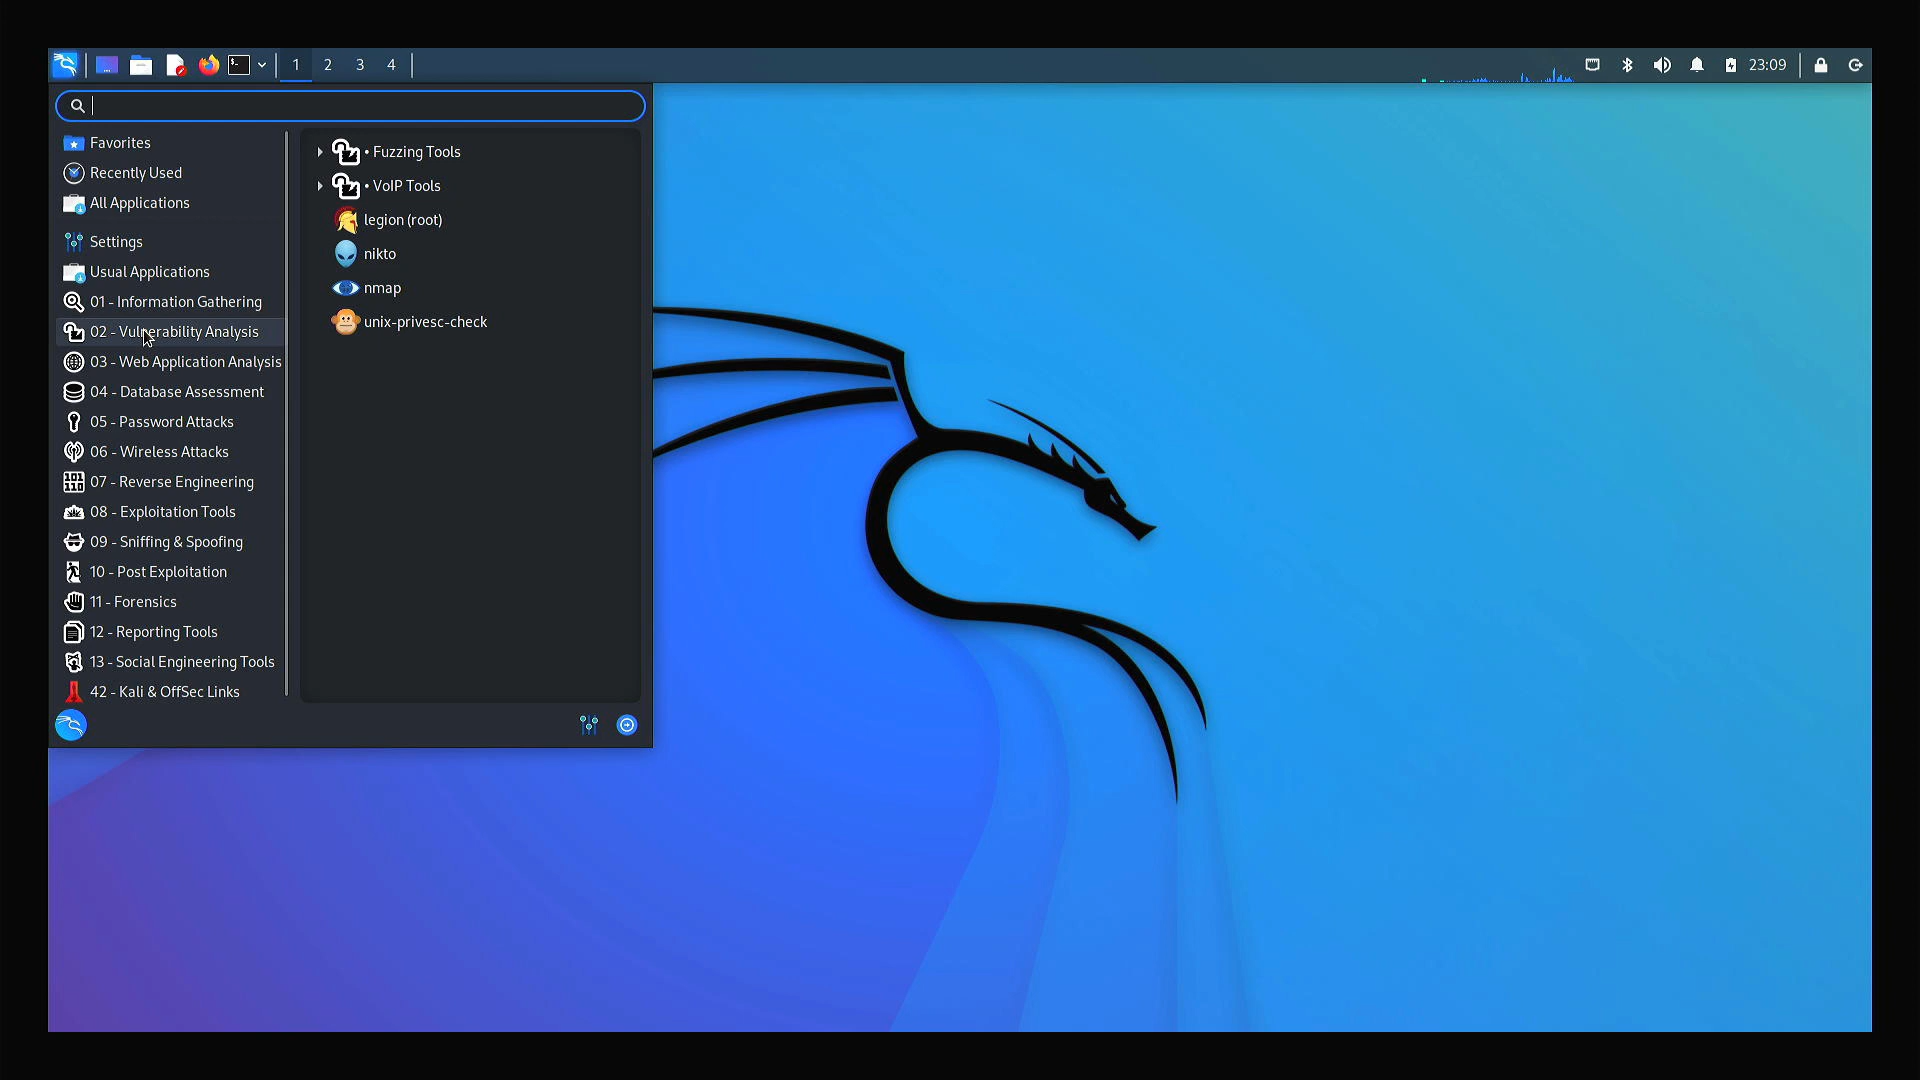 1 2 3 4
23:09
Favorites
Recently Used
All Applications
Settings
Usual Applications
01 - Information Gathering
02 - Vulnerability Analysis
03 - Web Application Analysis
04 - Database Assessment
05 - Password Attacks
06 - Wireless Attacks
07 - Reverse Engineering
08 - Exploitation Tools
09 - Sniffing & Spoofing
10 - Post Exploitation
11 - Forensics
12 - Reporting Tools
13 - Social Engineering Tools
42 - Kali & OffSec Links
• Fuzzing Tools
• VoIP Tools
legion (root)
nikto
nmap
unix-privesc-check